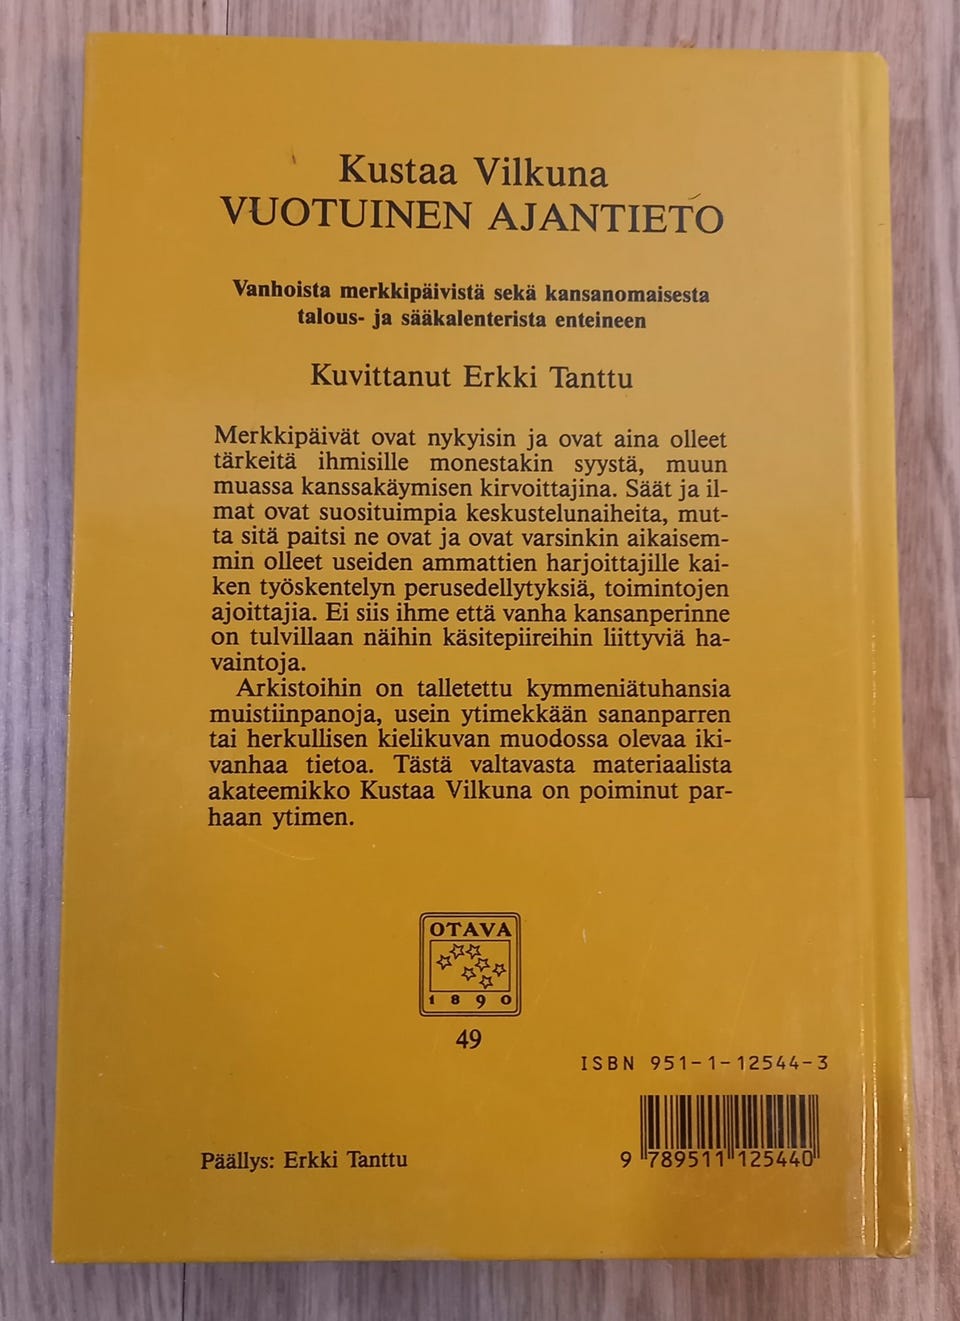 Kustaa Vilkuna
VUOTUINEN AJANTIETO
Vanhoista merkkipäivistä sekä kansanomaisesta
talous- ja sääkalenterista enteineen
Kuvittanut Erkki Tanttu
Merkkipäivät ovat nykyisin ja ovat aina olleet
tärkeitä ihmisille monestakin syystä, muun
muassa kanssakäymisen kirvoittajina. Säät ja il-
mat ovat suosituimpia keskustelunaiheita, mut-
ta sitä paitsi ne ovat ja ovat varsinkin aikaisem-
min olleet useiden ammattien harjoittajille kai-
ken työskentelyn perusedellytyksiä, toimintojen
ajoittajia. Ei siis ihme että vanha kansanperinne
on tulvillaan näihin käsitepiireihin liittyviä ha-
vaintoja.
Arkistoihin on talletettu kymmeniätuhansia
muistiinpanoja, usein ytimekkään sananparren
tai herkullisen kielikuvan muodossa olevaa iki-
vanhaa tietoa. Tästä valtavasta materiaalista
akateemikko Kustaa Vilkuna on poiminut par-
haan ytimen.
OTAVA
1890
49
ISBN 951-1-12544-3
9 789511 125440
Päällys: Erkki Tanttu